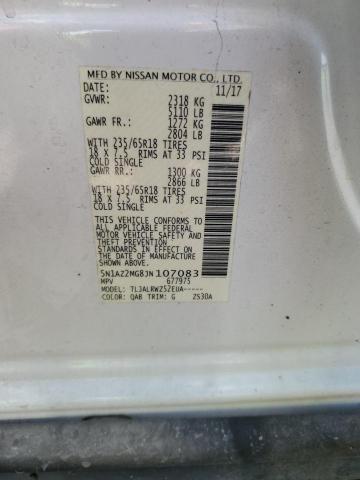 MFD BY NISSAN MOTOR CO., LTD.
DATE: 11/17
GVWR: 2318 KG
5110 LB
GAWR FR.: 1272 KG
2804 LB
WITH 235/65R18 TIRES
18 X 7.5 RIMS AT 33 PSI
COLD SINGLE
GAWR RR.: 1300 KG
2866 LB
WITH 235/65R18 TIRES
18 X 7.5 RIMS AT 33 PSI
COLD SINGLE
THIS VEHICLE CONFORMS TO
ALL APPLICABLE FEDERAL
MOTOR VEHICLE SAFETY
STANDARDS IN EFFECT ON THE
DATE OF MANUFACTURE
SHOWN ABOVE.
5N1AZ2MG8JN107083
MPV 677975
MODEL: TL3ALRWZ52EUA-----
COLOR: QAB TRIM: G ZS30A